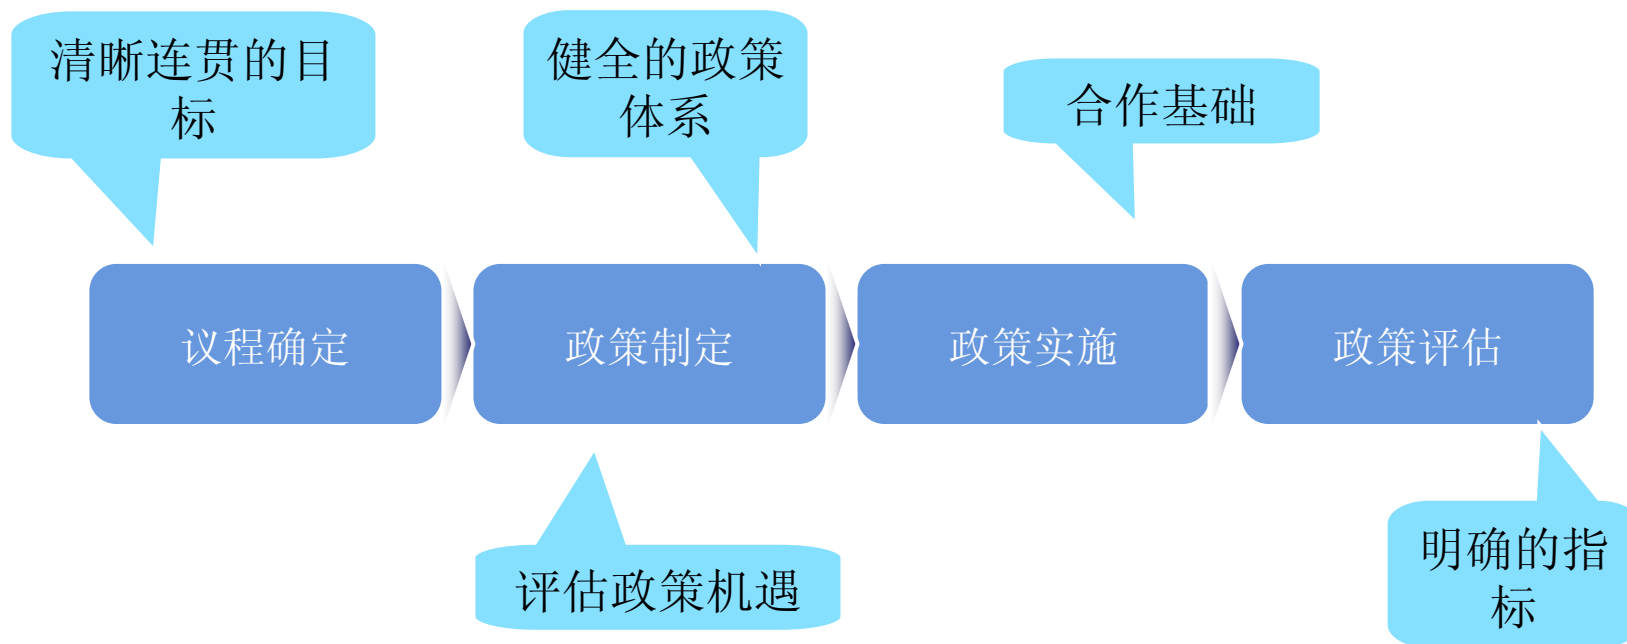 清晰连贯的目
标
健全的政策
体系
合作基础
议程确定
政策制定
政策实施
政策评估
评估政策机遇
明确的指
标